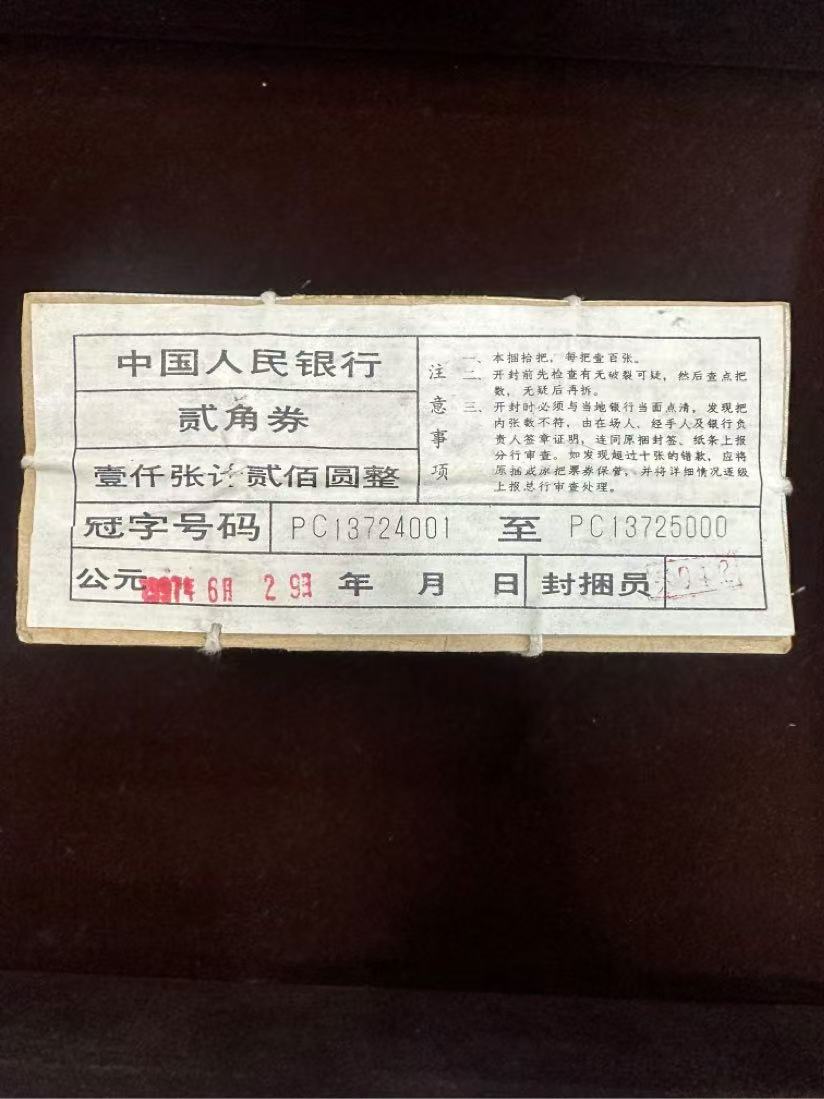 中国人民银行
贰角券
壹仟张计贰佰圆整
注意事项
一、本捆拾把,每把壹百张。
二、开封前先检查有无破裂可疑,然后查点把
数,无疑后再拆。
三、开封时必须与当地银行当面点清,发现把
内张数不符,由在场人、经手人及银行负
责人签章证明,连同原捆封签、纸条上报
分行审查。如发现超过十张的错款,应将
原捆或原把票券保管,并将详细情况逐级
上报总行审查处理。
冠字号码 PC13724001 至 PC13725000
公元 6月 29日 年 月 日 封捆员